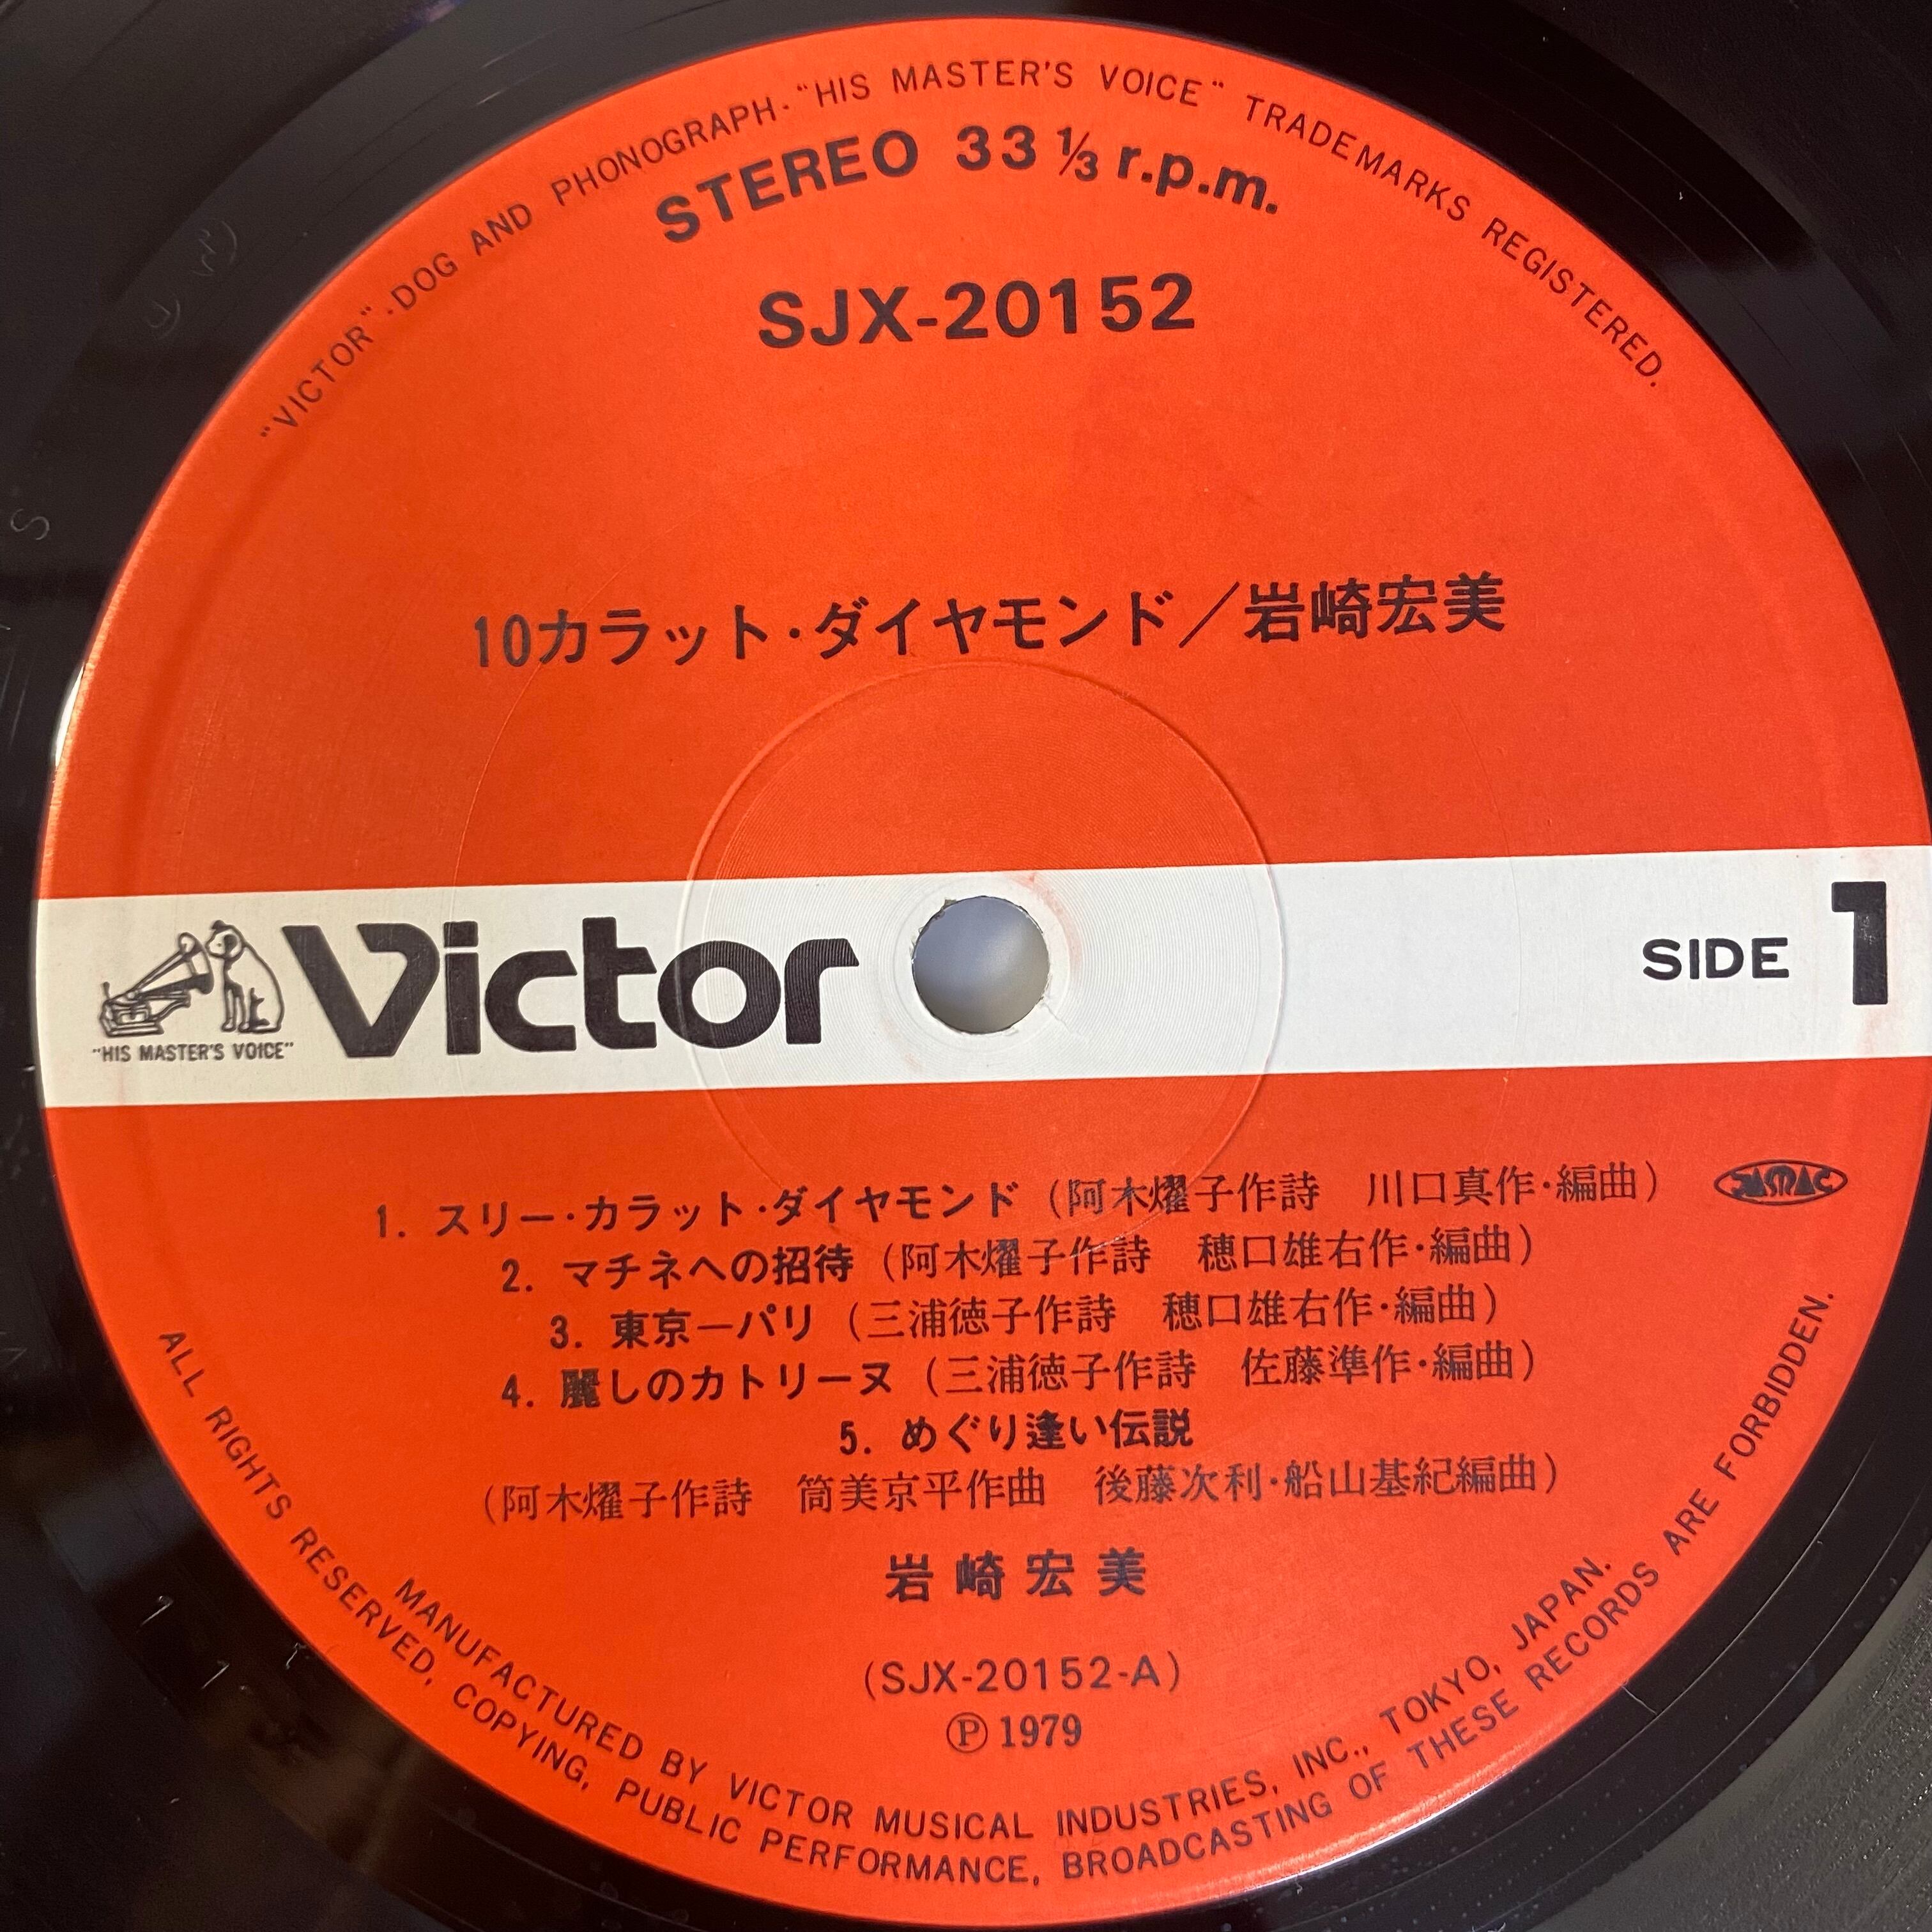 "VICTOR"·DOG AND PHONOGRAPH·"HIS MASTER'S VOICE" TRADEMARKS REGISTERED.
STEREO 33⅓ r.p.m.
SJX-20152
10カラット・ダイヤモンド／岩崎宏美
Victor
"HIS MASTER'S VOICE"
SIDE 1
1. スリー・カラット・ダイヤモンド（阿木燿子作詩　川口真作・編曲） JASRAC
2. マチネへの招待（阿木燿子作詩　穂口雄右作・編曲）
3. 東京―パリ（三浦徳子作詩　穂口雄右作・編曲）
4. 麗しのカトリーヌ（三浦徳子作詩　佐藤準作・編曲）
5. めぐり逢い伝説
（阿木燿子作詩　筒美京平作曲　後藤次利・船山基紀編曲）
岩崎宏美
(SJX-20152-A)
Ⓟ1979
MANUFACTURED BY VICTOR MUSICAL INDUSTRIES, INC., TOKYO, JAPAN.
ALL RIGHTS RESERVED, COPYING, PUBLIC PERFORMANCE, BROADCASTING OF THESE RECORDS ARE FORBIDDEN.